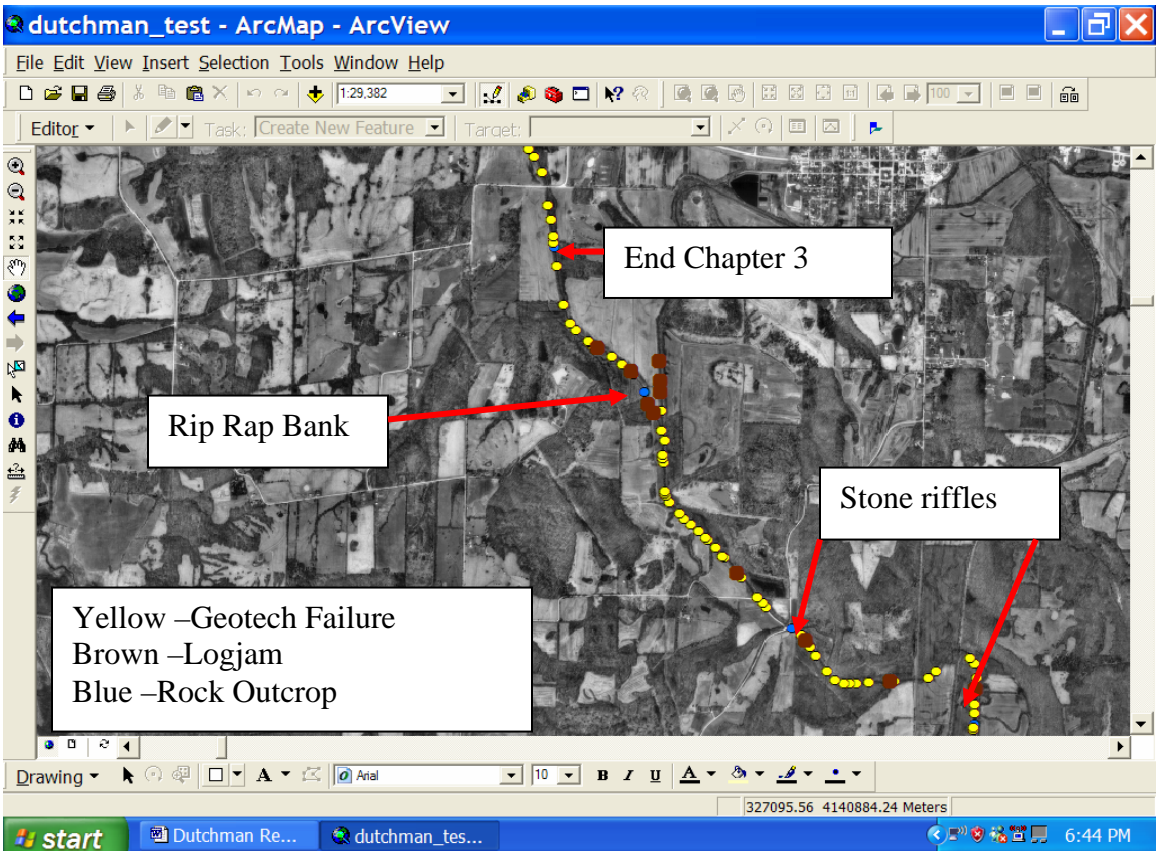 dutchman_test - ArcMap - ArcView
File Edit View Insert Selection Tools Window Help
1:29,382
100
Editor Task: Create New Feature Target:
End Chapter 3
Rip Rap Bank
Stone riffles
Yellow –Geotech Failure
Brown –Logjam
Blue –Rock Outcrop
Drawing A Arial 10 B I U A
327095.56 4140884.24 Meters
start Dutchman Re... dutchman_tes... 6:44 PM